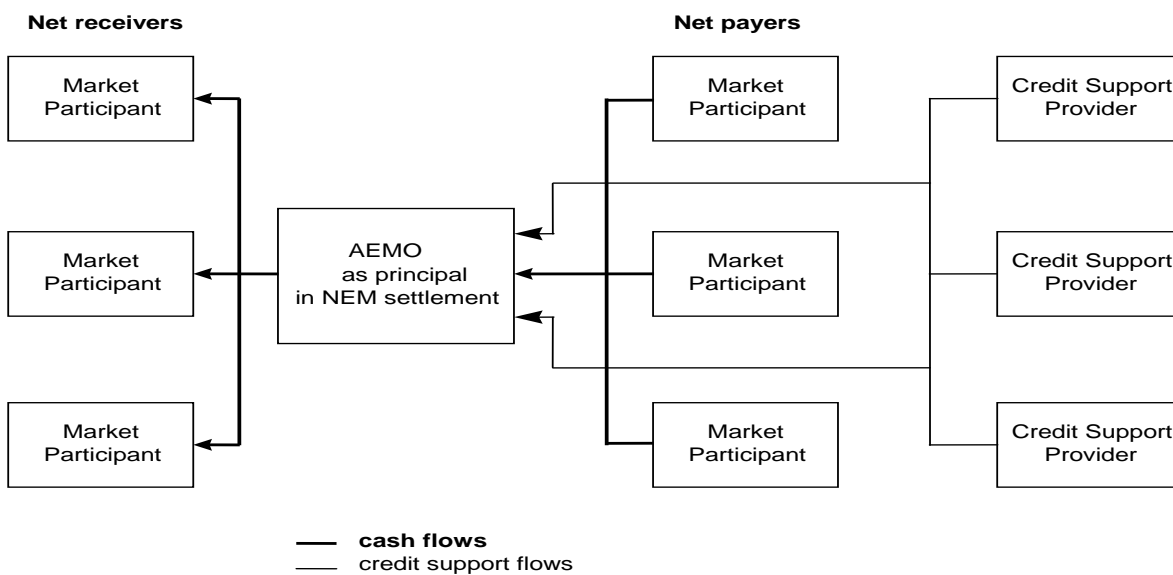 Net receivers
Net payers
Market
Participant
Market
Participant
Credit Support
Provider
Market
Participant
AEMO
as principal
in NEM settlement
Market
Participant
Credit Support
Provider
Market
Participant
Market
Participant
Credit Support
Provider
cash flows
credit support flows